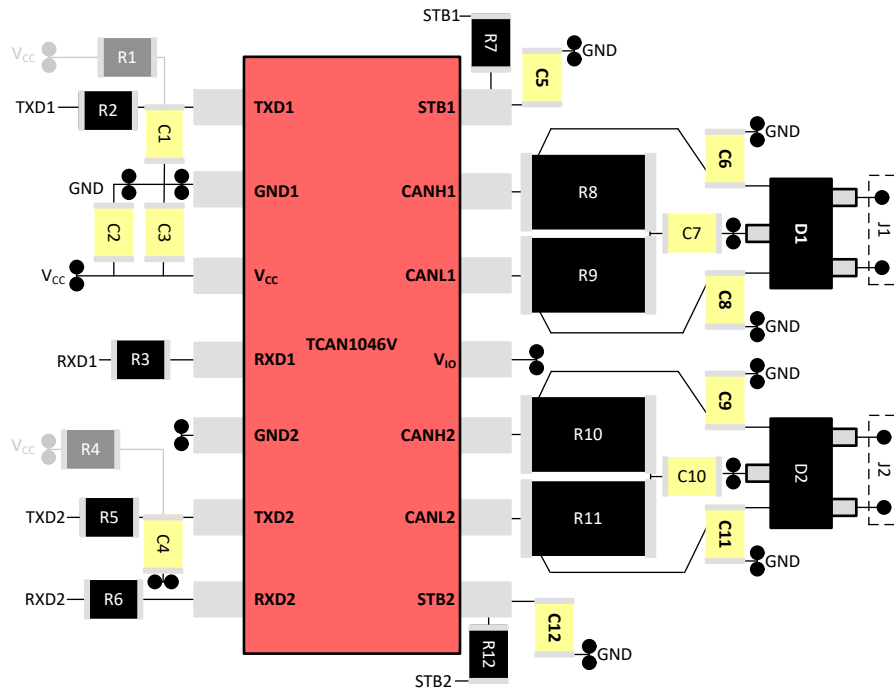 STB1
R7
C5
GND
VCC
R1
TXD1
R2
C1
TXD1
STB1
C6
GND
GND
C2
C3
GND1
CANH1
R8
C7
D1
J1
VCC
VCC
CANL1
R9
C8
GND
TCAN1046V
RXD1
R3
RXD1
VIO
C9
GND
VCC
R4
GND2
CANH2
R10
C10
D2
J2
TXD2
R5
C4
TXD2
CANL2
R11
C11
GND
RXD2
R6
RXD2
STB2
C12
GND
R12
STB2